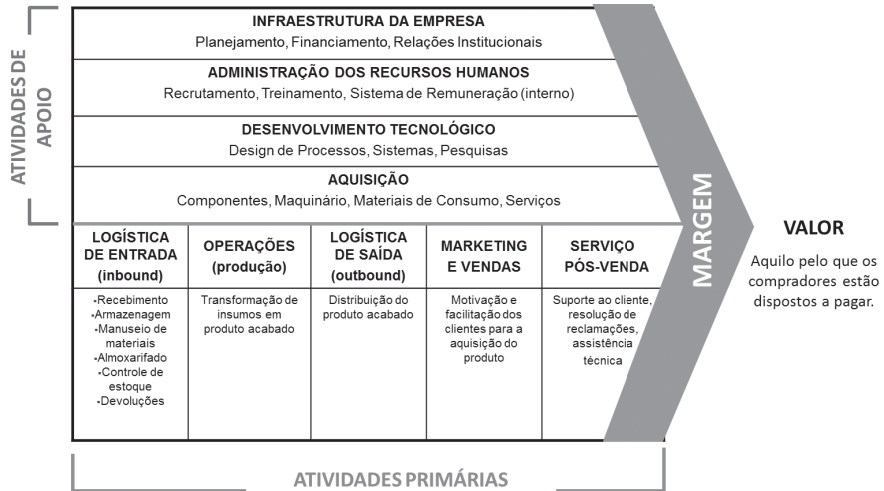 ATIVIDADES DE
APOIO
INFRAESTRUTURA DA EMPRESA
Planejamento, Financiamento, Relações Institucionais
ADMINISTRAÇÃO DOS RECURSOS HUMANOS
Recrutamento, Treinamento, Sistema de Remuneração (interno)
DESENVOLVIMENTO TECNOLÓGICO
Design de Processos, Sistemas, Pesquisas
AQUISIÇÃO
Componentes, Maquinário, Materiais de Consumo, Serviços
LOGÍSTICA
DE ENTRADA
(inbound)
▪Recebimento
▪Armazenagem
▪Manuseio de
materiais
▪Almoxarifado
▪Controle de
estoque
▪Devoluções
OPERAÇÕES
(produção)
Transformação de
insumos em
produto acabado
LOGÍSTICA
DE SAÍDA
(outbound)
Distribuição do
produto acabado
MARKETING
E VENDAS
Motivação e
facilitação dos
clientes para a
aquisição do
produto
SERVIÇO
PÓS-VENDA
Suporte ao cliente,
resolução de
reclamações,
assistência
técnica
MARGEM
VALOR
Aquilo pelo que os
compradores estão
dispostos a pagar.
ATIVIDADES PRIMÁRIAS